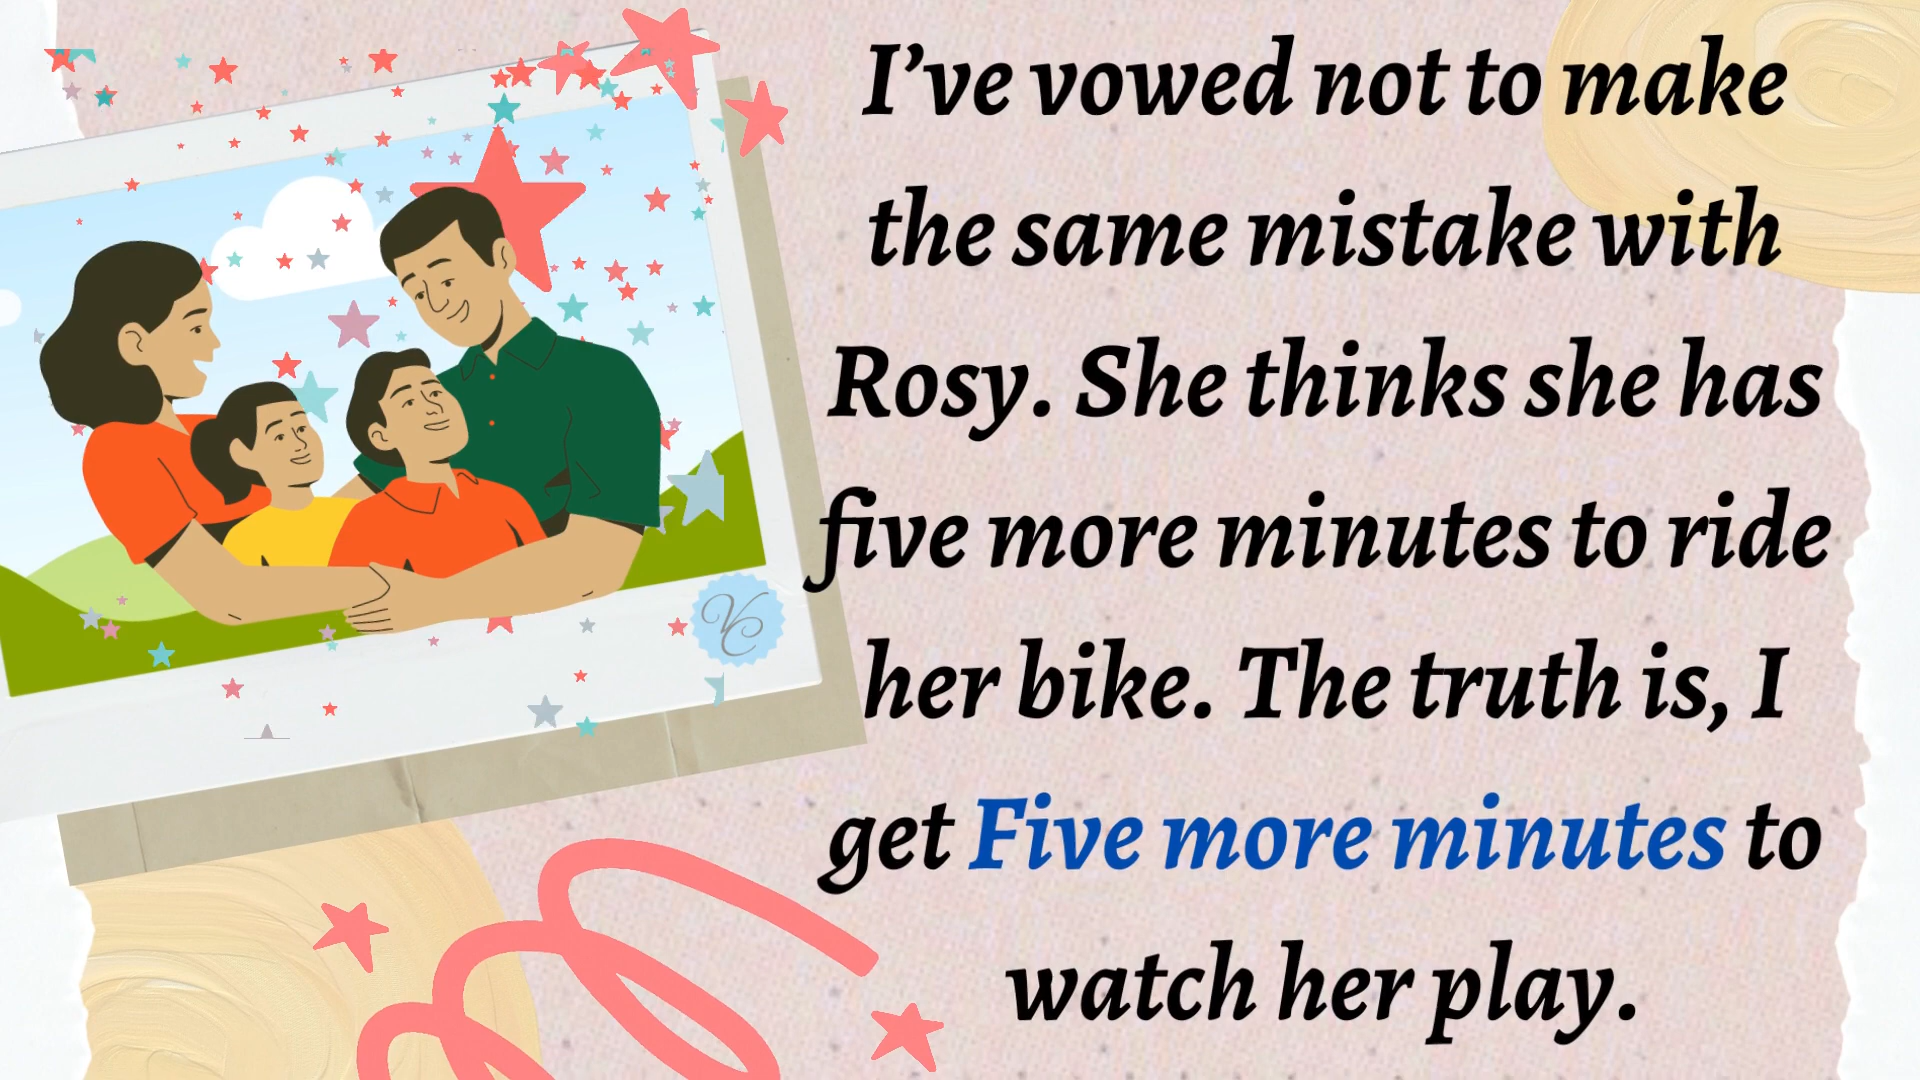 I’ve vowed not to make
the same mistake with
Rosy. She thinks she has
five more minutes to ride
her bike. The truth is, I
get Five more minutes to
watch her play.
VC